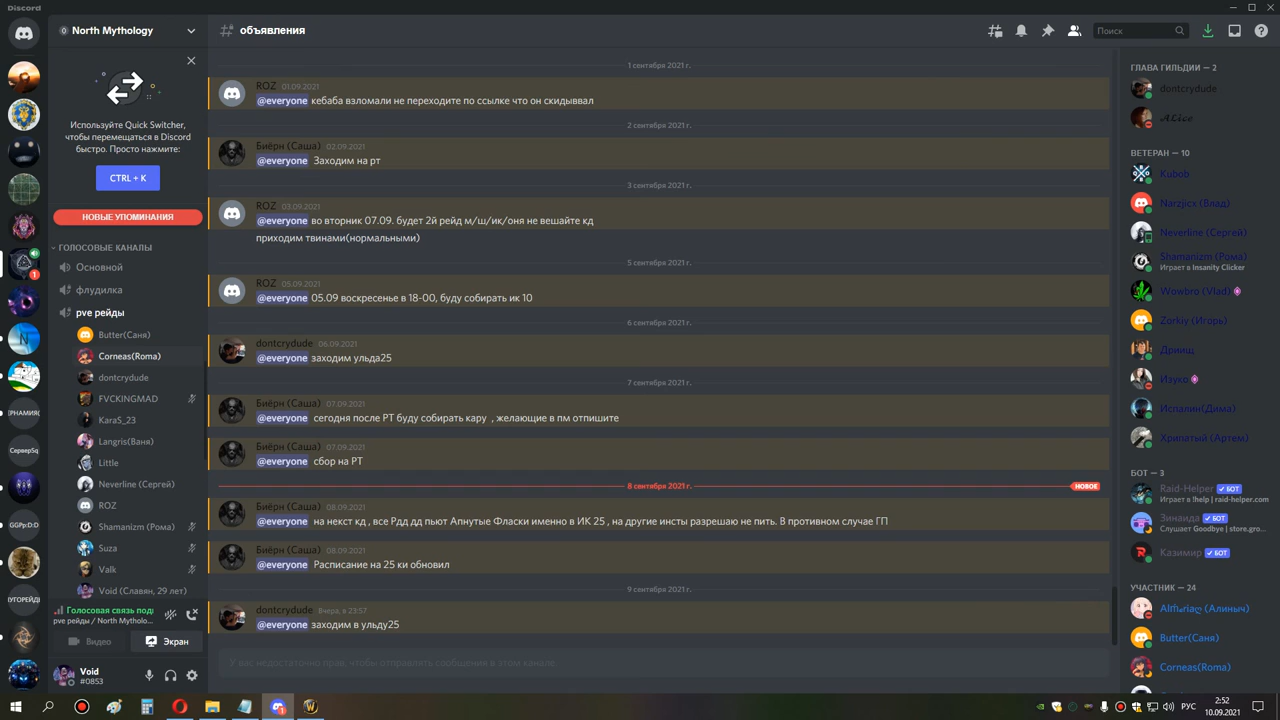 Discord
North Mythology
Используйте Quick Switcher,
чтобы перемещаться в Discord
быстро. Просто нажмите:
CTRL + K
НОВЫЕ УПОМИНАНИЯ
ГОЛОСОВЫЕ КАНАЛЫ
Основной
флудилка
pve рейды
Butter(Саня)
Corneas(Roma)
dontcrydude
FVCKINGMAD
KaraS_23
Langris(Ваня)
Little
Neverline (Сергей)
ROZ
Shamanizm (Рома)
Suza
Valk
Void (Славян, 29 лет)
Голосовая связь под
pve рейды / North Mytholo...
Видео
Экран
Void
#0853
объявления
Поиск
1 сентября 2021 г.
ROZ 01.09.2021
@everyone кебаба взломали не переходите по ссылке что он скидыввал
2 сентября 2021 г.
Биёрн (Саша) 02.09.2021
@everyone Заходим на рт
3 сентября 2021 г.
ROZ 03.09.2021
@everyone во вторник 07.09. будет 2й рейд м/ш/ик/оня не вешайте кд
приходим твинами(нормальными)
5 сентября 2021 г.
ROZ 05.09.2021
@everyone 05.09 воскресенье в 18-00, буду собирать ик 10
6 сентября 2021 г.
dontcrydude 06.09.2021
@everyone заходим ульда25
7 сентября 2021 г.
Биёрн (Саша) 07.09.2021
@everyone сегодня после РТ буду собирать кару , желающие в пм отпишите
Биёрн (Саша) 07.09.2021
@everyone сбор на РТ
8 сентября 2021 г. НОВОЕ
Биёрн (Саша) 08.09.2021
@everyone на некст кд , все Рдд дд пьют Апнутые Фласки именно в ИК 25 , на другие инсты разрешаю не пить. В противном случае ГП
Биёрн (Саша) 08.09.2021
@everyone Расписание на 25 ки обновил
9 сентября 2021 г.
dontcrydude Вчера, в 23:57
@everyone заходим в ульду25
У вас недостаточно прав, чтобы отправлять сообщения в этом канале.
ГЛАВА ГИЛЬДИИ — 2
dontcrydude
𝓐𝓵𝓲𝓬𝓮
ВЕТЕРАН — 10
Kubob
Narzjicx (Влад)
Neverline (Сергей)
Shamanizm (Рома)
Играет в Insanity Clicker
Wowbro (Vlad)
Zorkiy (Игорь)
Дриищ
Изуко
Испалин(Дима)
Хрипатый (Артем)
БОТ — 3
Raid-Helper БОТ
Играет в !help | raid-helper.com
Зинаида БОТ
Слушает Goodbye | store.gro...
Казимир БОТ
УЧАСТНИК — 24
(Алиныч)
Butter(Саня)
Corneas(Roma)
СерверSq
GGPp:D:D
РУС
2:52
10.09.2021